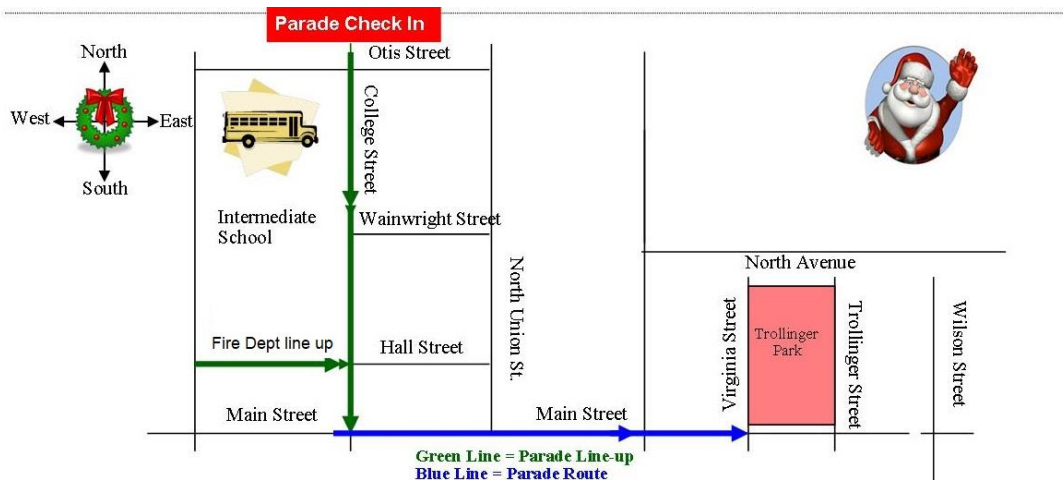 Parade Check In
North
Otis Street
West
East
College Street
South
Intermediate
School
Wainwright Street
North Avenue
North Union St.
Virginia Street
Trollinger
Park
Trollinger Street
Wilson Street
Fire Dept line up
Hall Street
Main Street
Main Street
Green Line = Parade Line-up
Blue Line = Parade Route